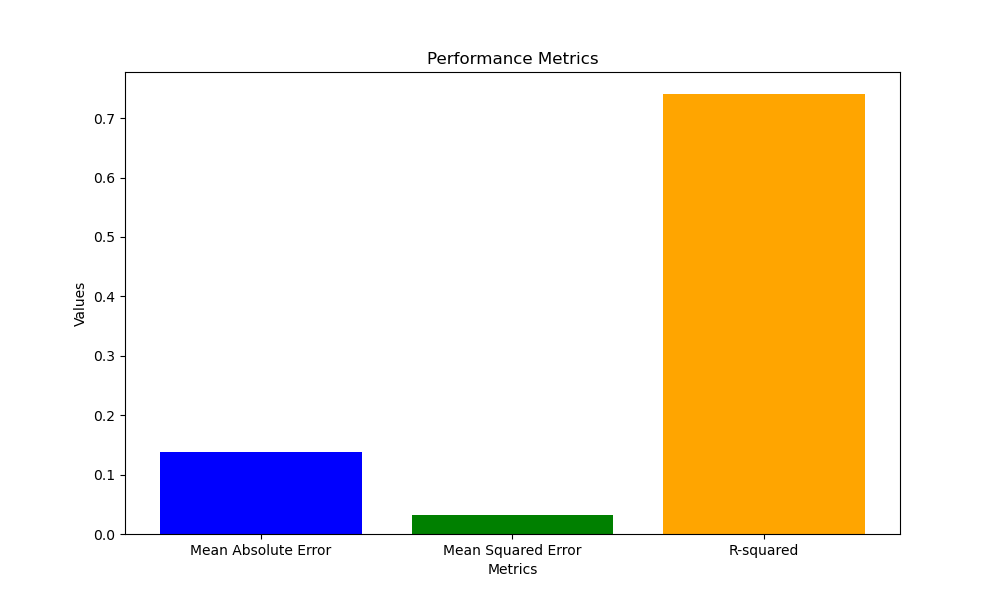 Performance Metrics
Values
0.7
0.6
0.5
0.4
0.3
0.2
0.1
0.0
Mean Absolute Error
Mean Squared Error
R-squared
Metrics